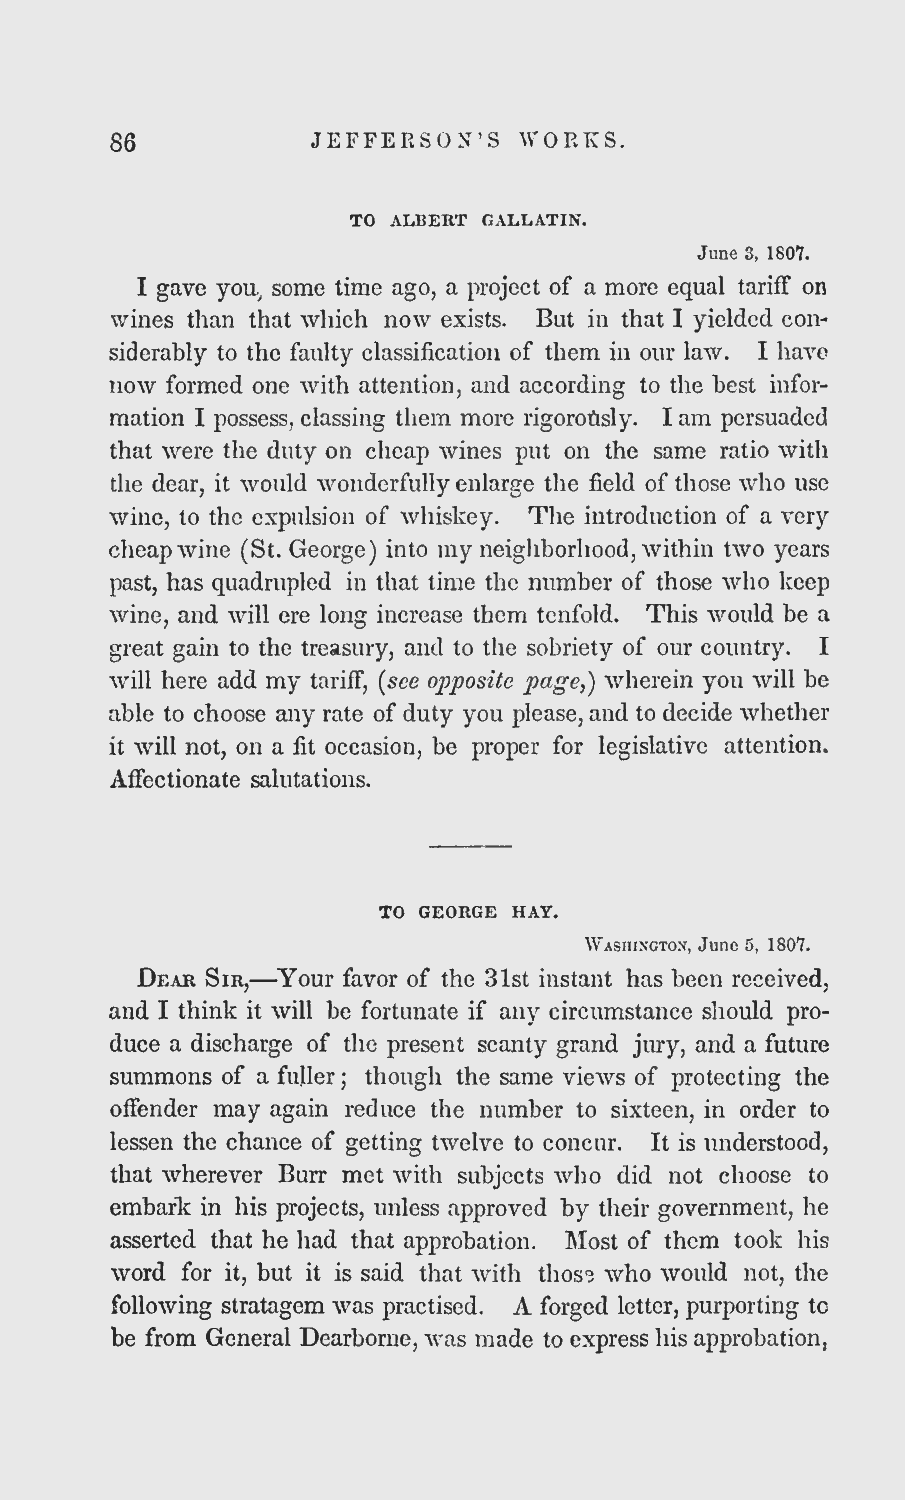 86 JEFFERSON'S WORKS.
TO ALBERT GALLATIN.
June 3, 1807.
I gave you, some time ago, a project of a more equal tariff on
wines than that which now exists. But in that I yielded con-
siderably to the faulty classification of them in our law. I have
now formed one with attention, and according to the best infor-
mation I possess, classing them more rigorously. I am persuaded
that were the duty on cheap wines put on the same ratio with
the dear, it would wonderfully enlarge the field of those who use
wine, to the expulsion of whiskey. The introduction of a very
cheap wine (St. George) into my neighborhood, within two years
past, has quadrupled in that time the number of those who keep
wine, and will ere long increase them tenfold. This would be a
great gain to the treasury, and to the sobriety of our country. I
will here add my tariff, (see opposite page,) wherein you will be
able to choose any rate of duty you please, and to decide whether
it will not, on a fit occasion, be proper for legislative attention.
Affectionate salutations.
TO GEORGE HAY.
Washington, June 5, 1807.
Dear Sir,—Your favor of the 31st instant has been received,
and I think it will be fortunate if any circumstance should pro-
duce a discharge of the present scanty grand jury, and a future
summons of a fuller; though the same views of protecting the
offender may again reduce the number to sixteen, in order to
lessen the chance of getting twelve to concur. It is understood,
that wherever Burr met with subjects who did not choose to
embark in his projects, unless approved by their government, he
asserted that he had that approbation. Most of them took his
word for it, but it is said that with those who would not, the
following stratagem was practised. A forged letter, purporting to
be from General Dearborne, was made to express his approbation,